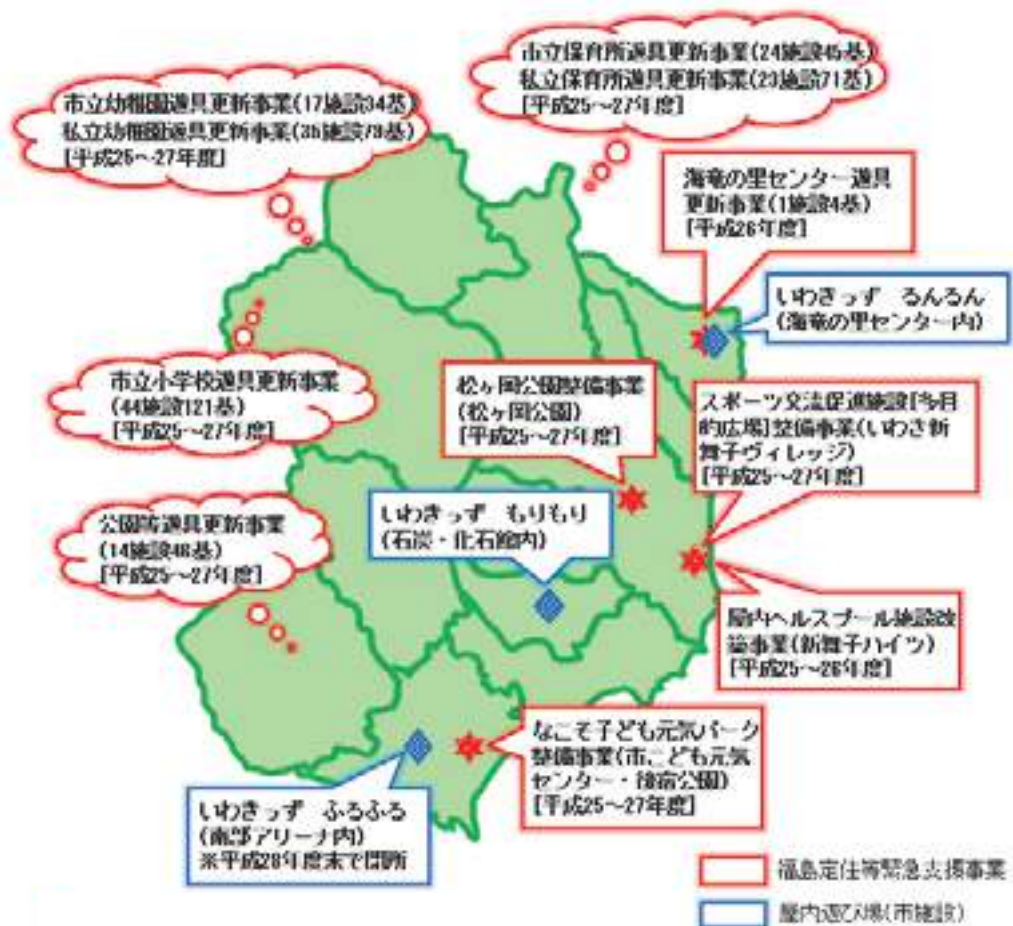 市立保育所遊具更新事業(24施設45基)
私立保育所遊具更新事業(23施設71基)
[平成25～27年度]
市立幼稚園遊具更新事業(17施設34基)
私立幼稚園遊具更新事業(35施設79基)
[平成25～27年度]
海竜の里センター遊具
更新事業(1施設4基)
[平成26年度]
いわきっず るんるん
(海竜の里センター内)
市立小学校遊具更新事業
(44施設121基)
[平成25～27年度]
松ヶ岡公園整備事業
(松ヶ岡公園)
[平成25～27年度]
スポーツ交流促進施設[多目
的広場]整備事業(いわき新
舞子ヴィレッジ)
[平成25～27年度]
いわきっず もりもり
(石炭・化石館内)
公園等遊具更新事業
(14施設46基)
[平成25～27年度]
屋内ヘルスプール施設改
築事業(新舞子ハイツ)
[平成25～26年度]
なこそ子ども元気パーク
整備事業(市こども元気
センター・後宿公園)
[平成25～27年度]
いわきっず ふるふる
(南部アリーナ内)
※平成28年度末で閉所
福島定住等緊急支援事業
屋内遊び場(市施設)